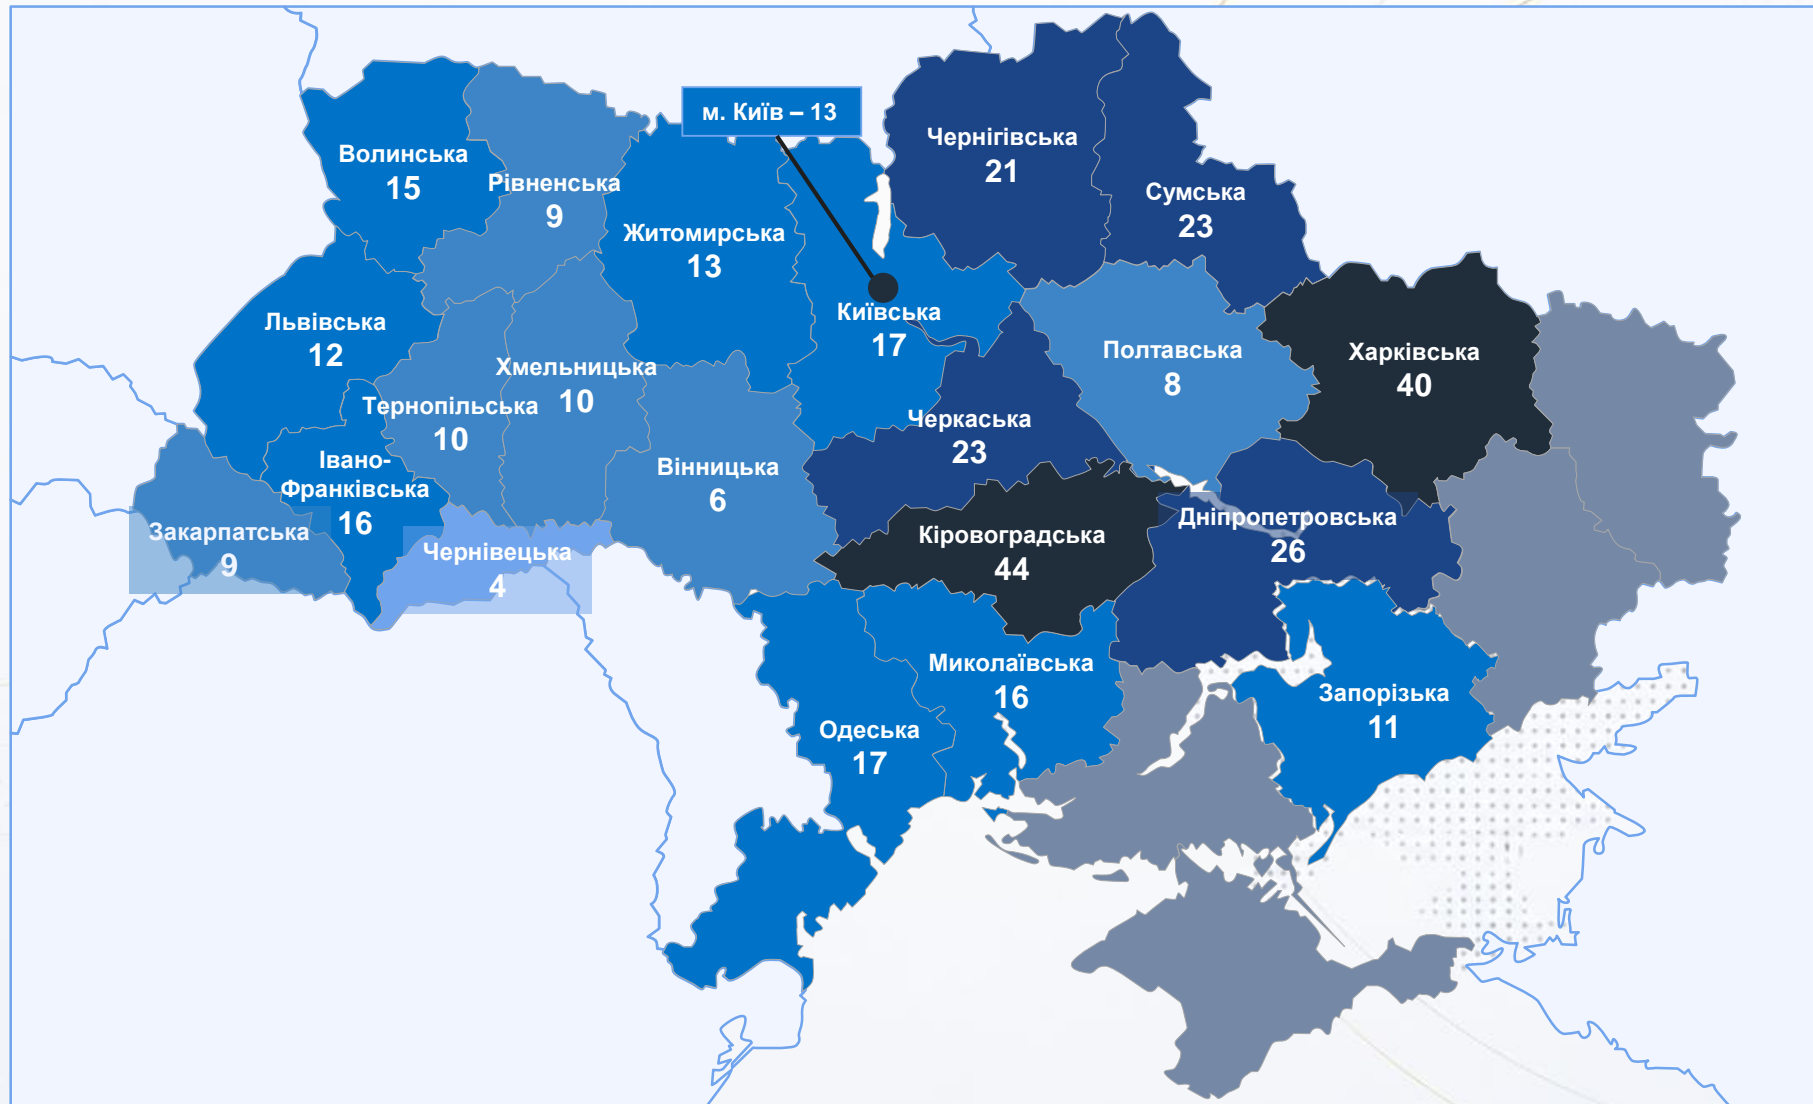 м. Київ – 13
Чернігівська
21
Волинська
15
Рівненська
9
Сумська
23
Житомирська
13
Київська
17
Львівська
12
Хмельницька
10
Полтавська
8
Харківська
40
Тернопільська
10
Черкаська
23
Івано-
Франківська
16
Вінницька
6
Закарпатська
9
Чернівецька
4
Кіровоградська
44
Дніпропетровська
26
Миколаївська
16
Запорізька
11
Одеська
17